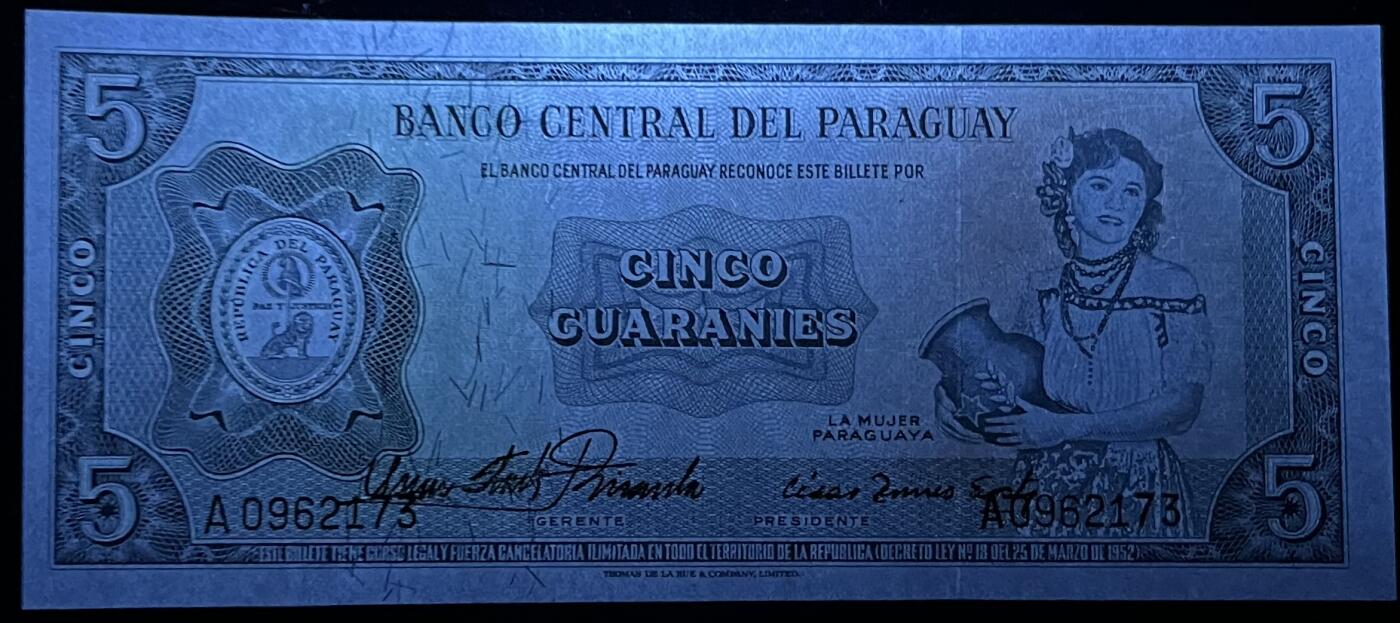 5
5
BANCO CENTRAL DEL PARAGUAY
EL BANCO CENTRAL DEL PARAGUAY RECONOCE ESTE BILLETE POR
REPÚBLICA DEL PARAGUAY
PAZ Y JUSTICIA
CINCO
CINCO
CINCO
GUARANIES
LA MUJER
PARAGUAYA
5
5
A0962173
GERENTE
PRESIDENTE
A0962173
ESTE BILLETE TIENE CURSO LEGAL Y FUERZA CANCELATORIA ILIMITADA EN TODO EL TERRITORIO DE LA REPUBLICA (DECRETO LEY Nº 18 DEL 25 DE MARZO DE 1952)
THOMAS DE LA RUE & COMPANY, LIMITED.